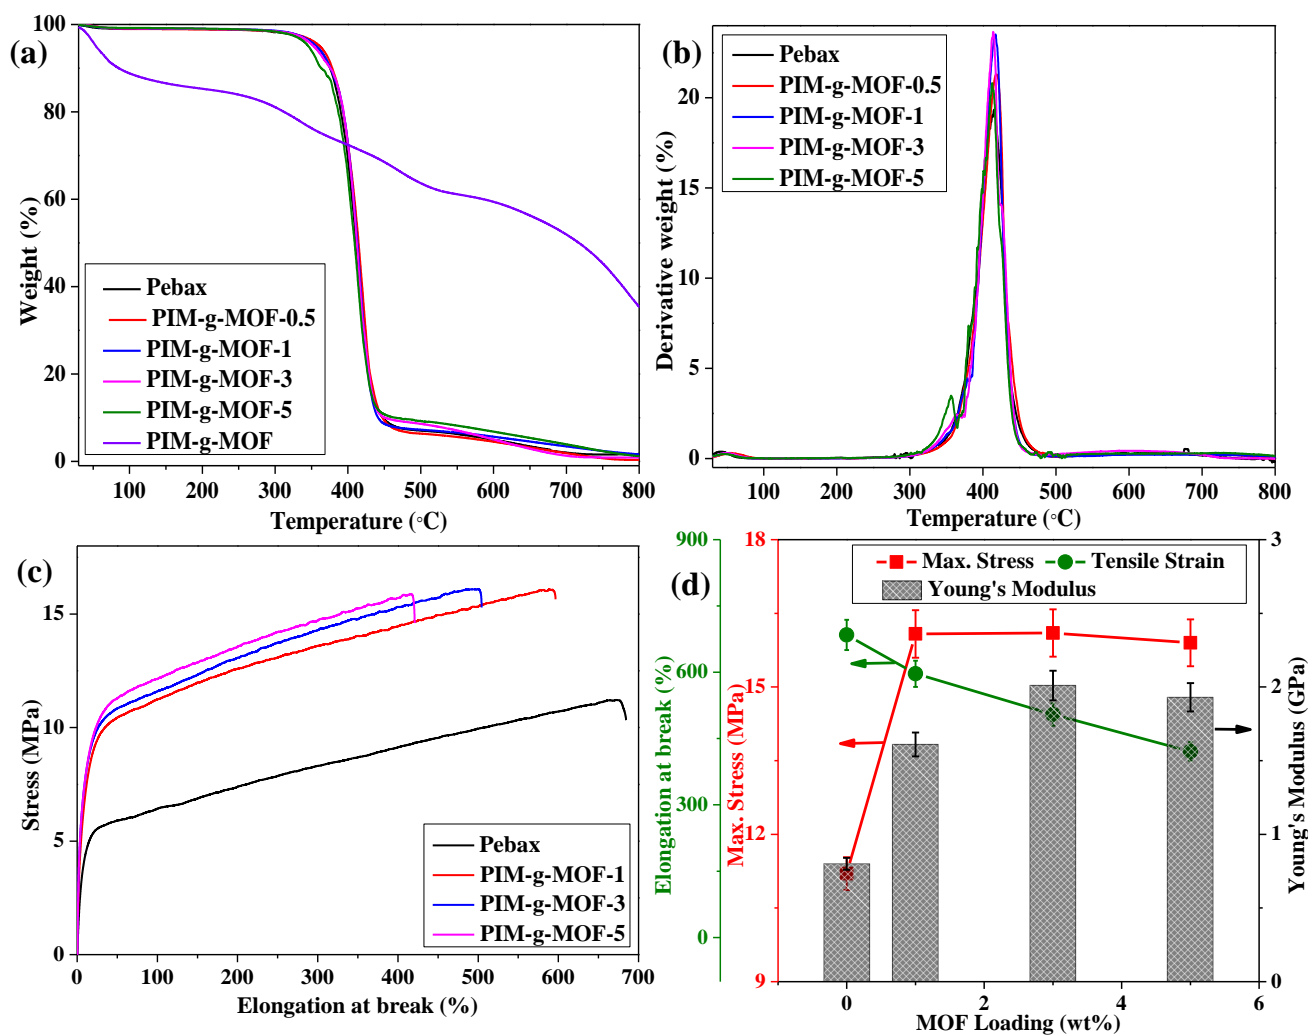 (a)
100
80
60
40
20
0
Weight (%)
Pebax
PIM-g-MOF-0.5
PIM-g-MOF-1
PIM-g-MOF-3
PIM-g-MOF-5
PIM-g-MOF
100 200 300 400 500 600 700 800
Temperature (◦C)
(b)
20
15
10
5
0
Derivative weight (%)
Pebax
PIM-g-MOF-0.5
PIM-g-MOF-1
PIM-g-MOF-3
PIM-g-MOF-5
100 200 300 400 500 600 700 800
Temperature (◦C)
(c)
15
10
5
0
Stress (MPa)
Pebax
PIM-g-MOF-1
PIM-g-MOF-3
PIM-g-MOF-5
0 100 200 300 400 500 600 700
Elongation at break (%)
(d)
900
600
300
0
Elongation at break (%)
18
15
12
9
Max. Stress (MPa)
Max. Stress Tensile Strain
Young's Modulus
3
2
1
0
Young's Modulus (GPa)
0 2 4 6
MOF Loading (wt%)